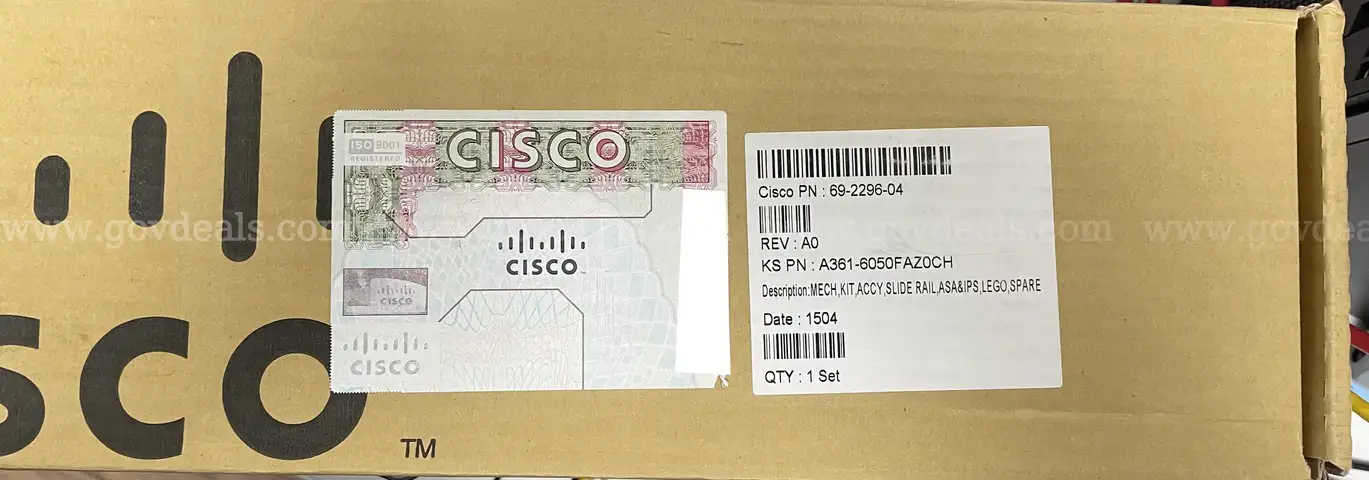 ISO 9001
REGISTERED
CISCO
CISCO
CISCO
CISCO
SCO
TM
Cisco PN : 69-2296-04
REV : A0
KS PN : A361-6050FAZ0CH
Description:MECH,KIT,ACCY,SLIDE RAIL,ASA&IPS,LEGO,SPARE
Date : 1504
QTY : 1 Set
www.govdeals.com
www.govdeals.com
www.govdea